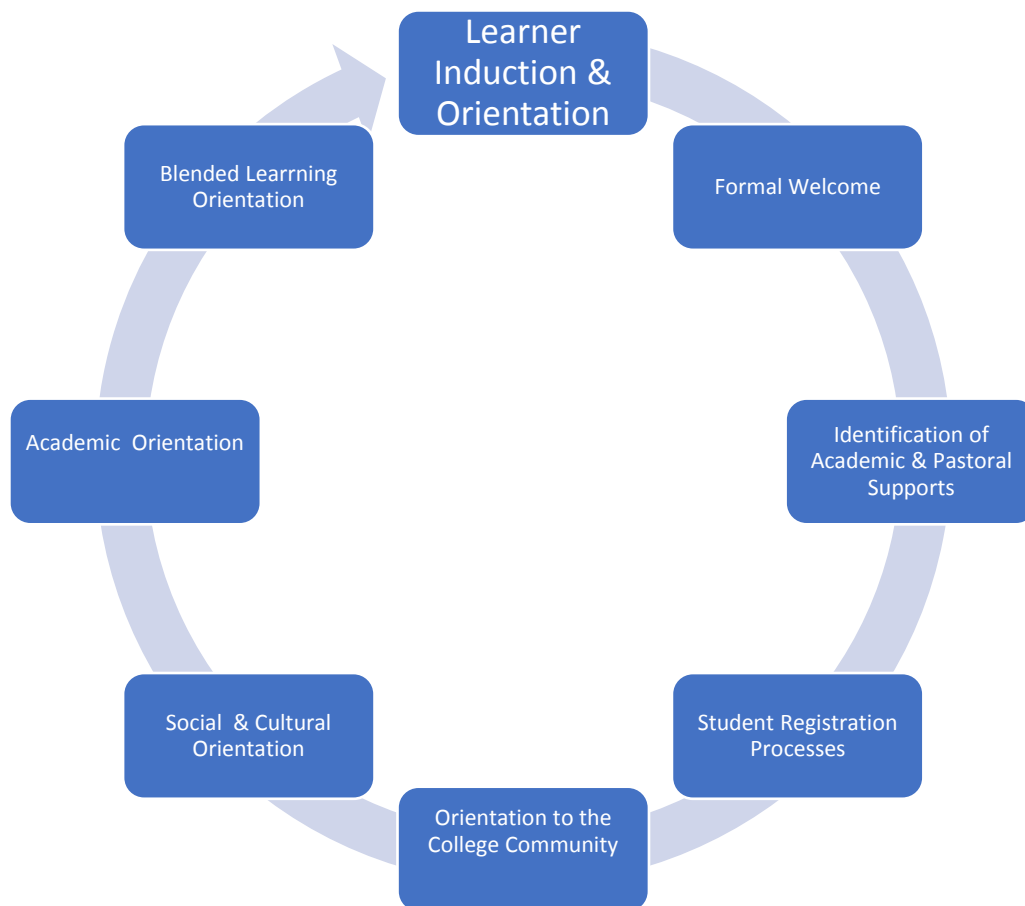 Learner
Induction &
Orientation
Formal Welcome
Identification of
Academic & Pastoral
Supports
Student Registration
Processes
Orientation to the
College Community
Social & Cultural
Orientation
Academic Orientation
Blended Learrning
Orientation